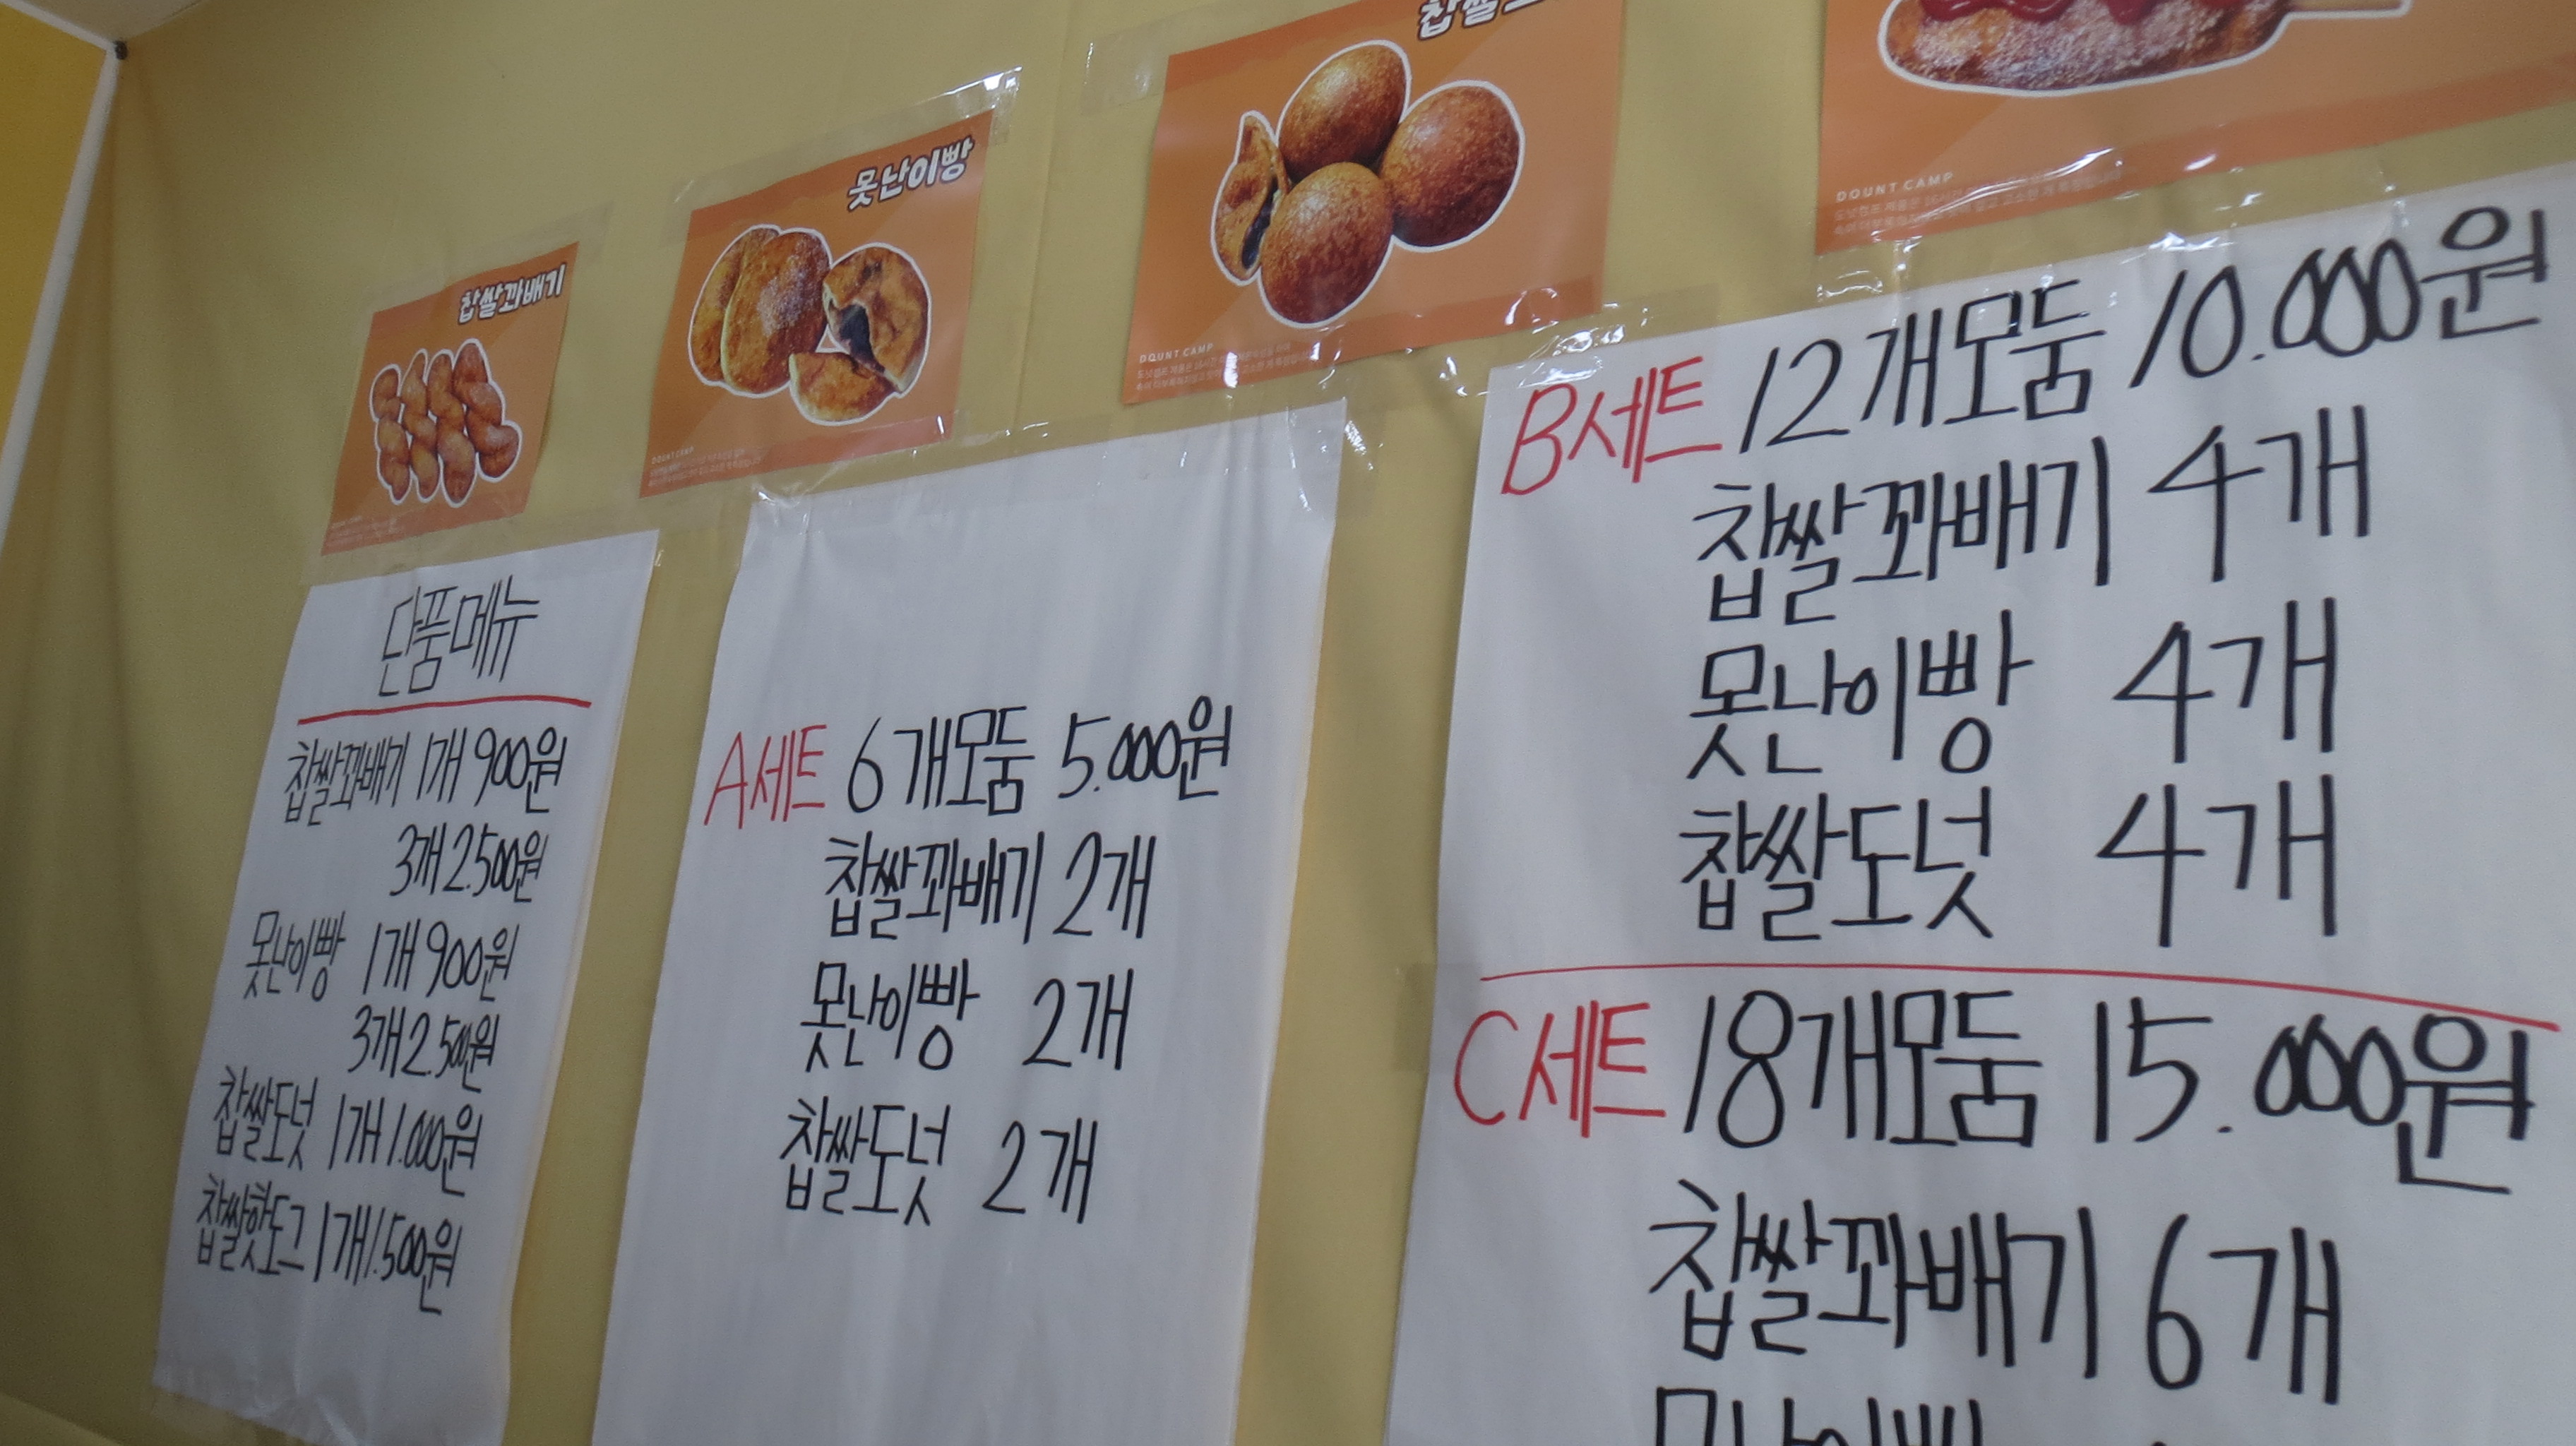 찹쌀꽈배기
못난이빵
DOUNT CAMP
DOUNT CAMP
DOUNT CAMP
단품메뉴
찹쌀꽈배기 1개 900원
3개 2.500원
못난이빵 1개 900원
3개 2.500원
찹쌀도넛 1개 1.000원
찹쌀핫도그 1개 1.500원
A세트 6개모둠 5.000원
찹쌀꽈배기 2개
못난이빵 2개
찹쌀도넛 2개
B세트 12개모둠 10.000원
찹쌀꽈배기 4개
못난이빵 4개
찹쌀도넛 4개
C세트 18개모둠 15.000원
찹쌀꽈배기 6개